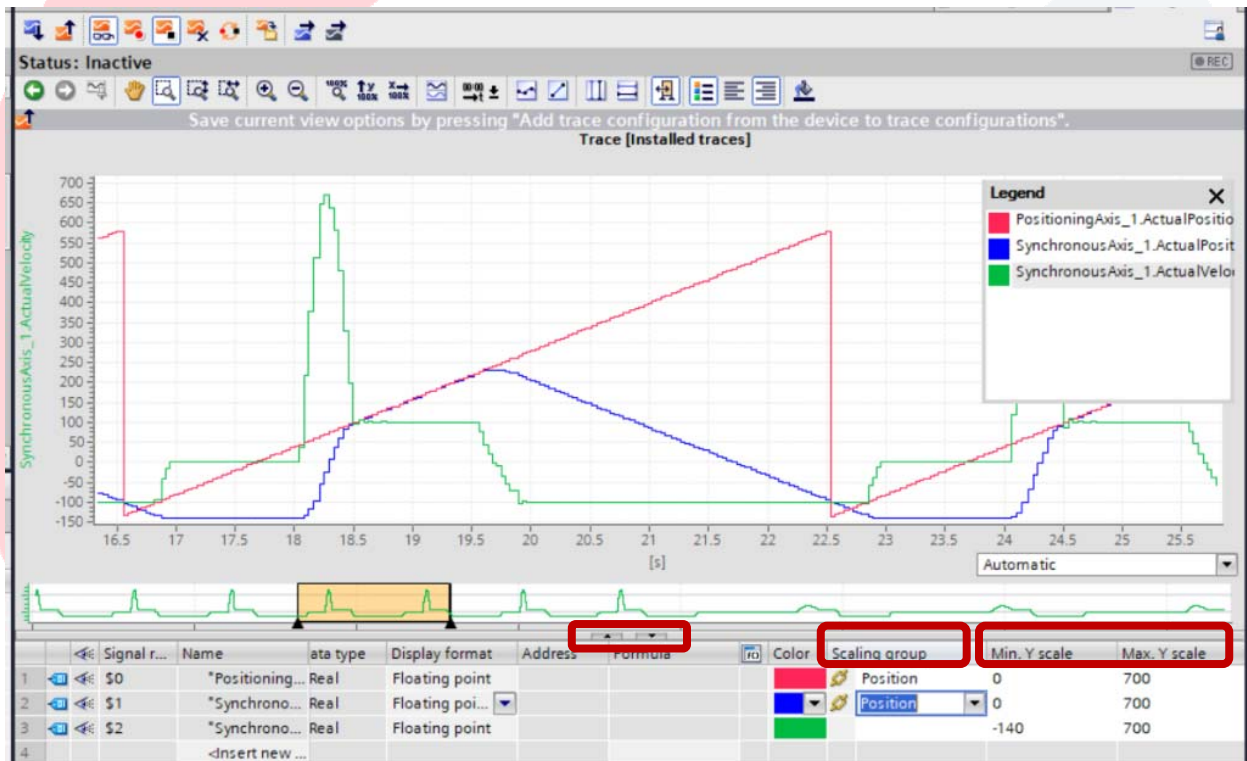 Status: Inactive
REC
Save current view options by pressing "Add trace configuration from the device to trace configurations".
Trace [Installed traces]
SynchronousAxis_1.ActualVelocity
700
650
600
550
500
450
400
350
300
250
200
150
100
50
0
-50
-100
-150
Legend
PositioningAxis_1.ActualPositio
SynchronousAxis_1.ActualPosit
SynchronousAxis_1.ActualVelo
16.5 17 17.5 18 18.5 19 19.5 20 20.5 21 21.5 22 22.5 23 23.5 24 24.5 25 25.5
[s]
Automatic
Signal r... Name ata type Display format Address Formula Color Scaling group Min. Y scale Max. Y scale
1 $0 "Positioning... Real Floating point Position 0 700
2 $1 "Synchrono... Real Floating poi... Position 0 700
3 $2 "Synchrono... Real Floating point -140 700
4 <Insert new ...